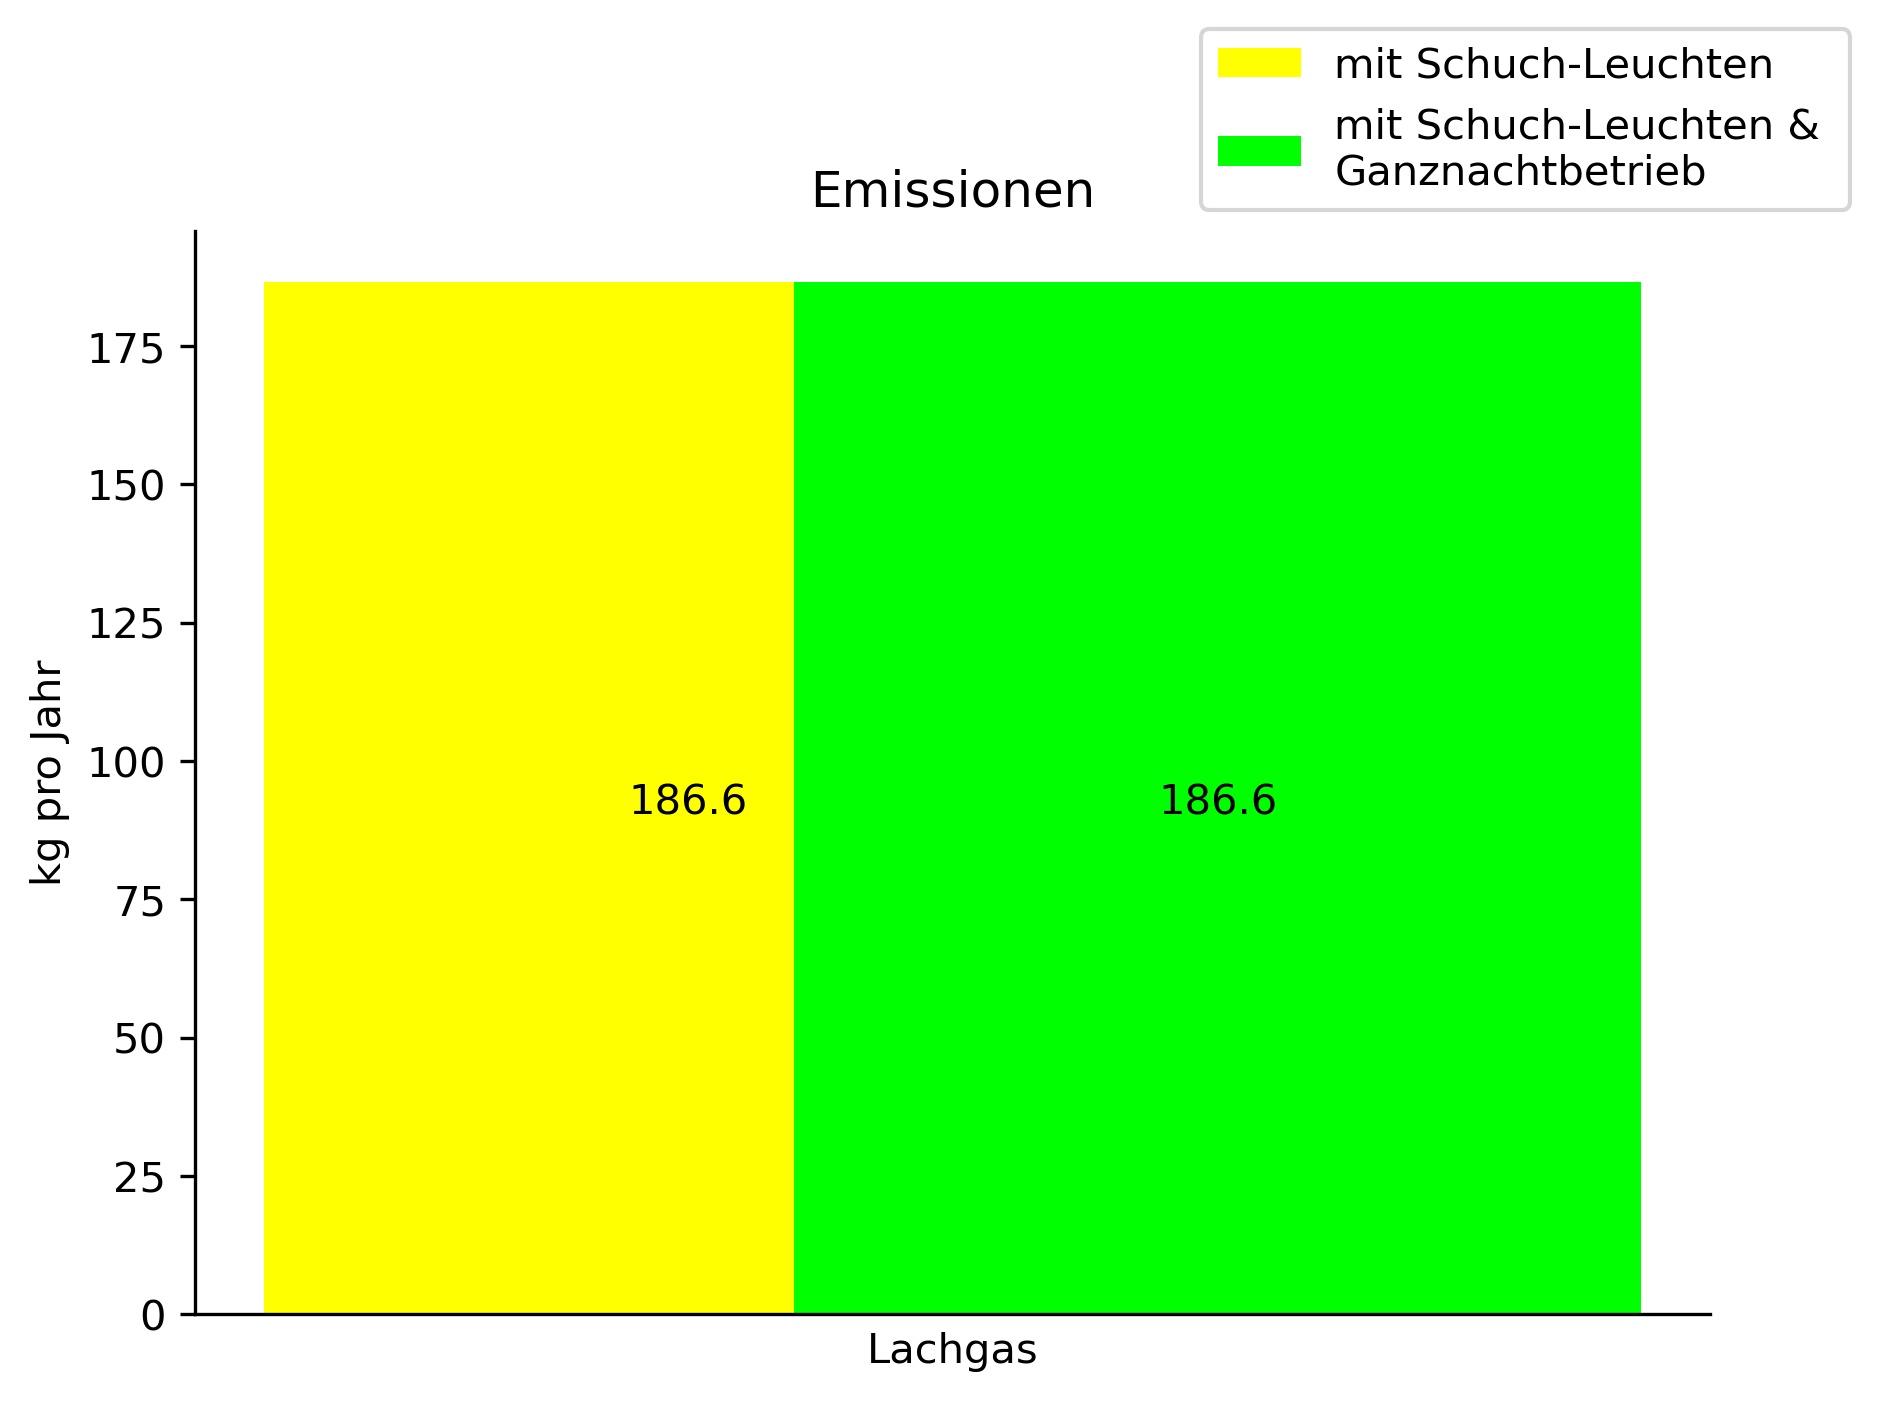 mit Schuch-Leuchten
mit Schuch-Leuchten &
Ganznachtbetrieb
Emissionen
kg pro Jahr
175
150
125
100
75
50
25
0
186.6
186.6
Lachgas